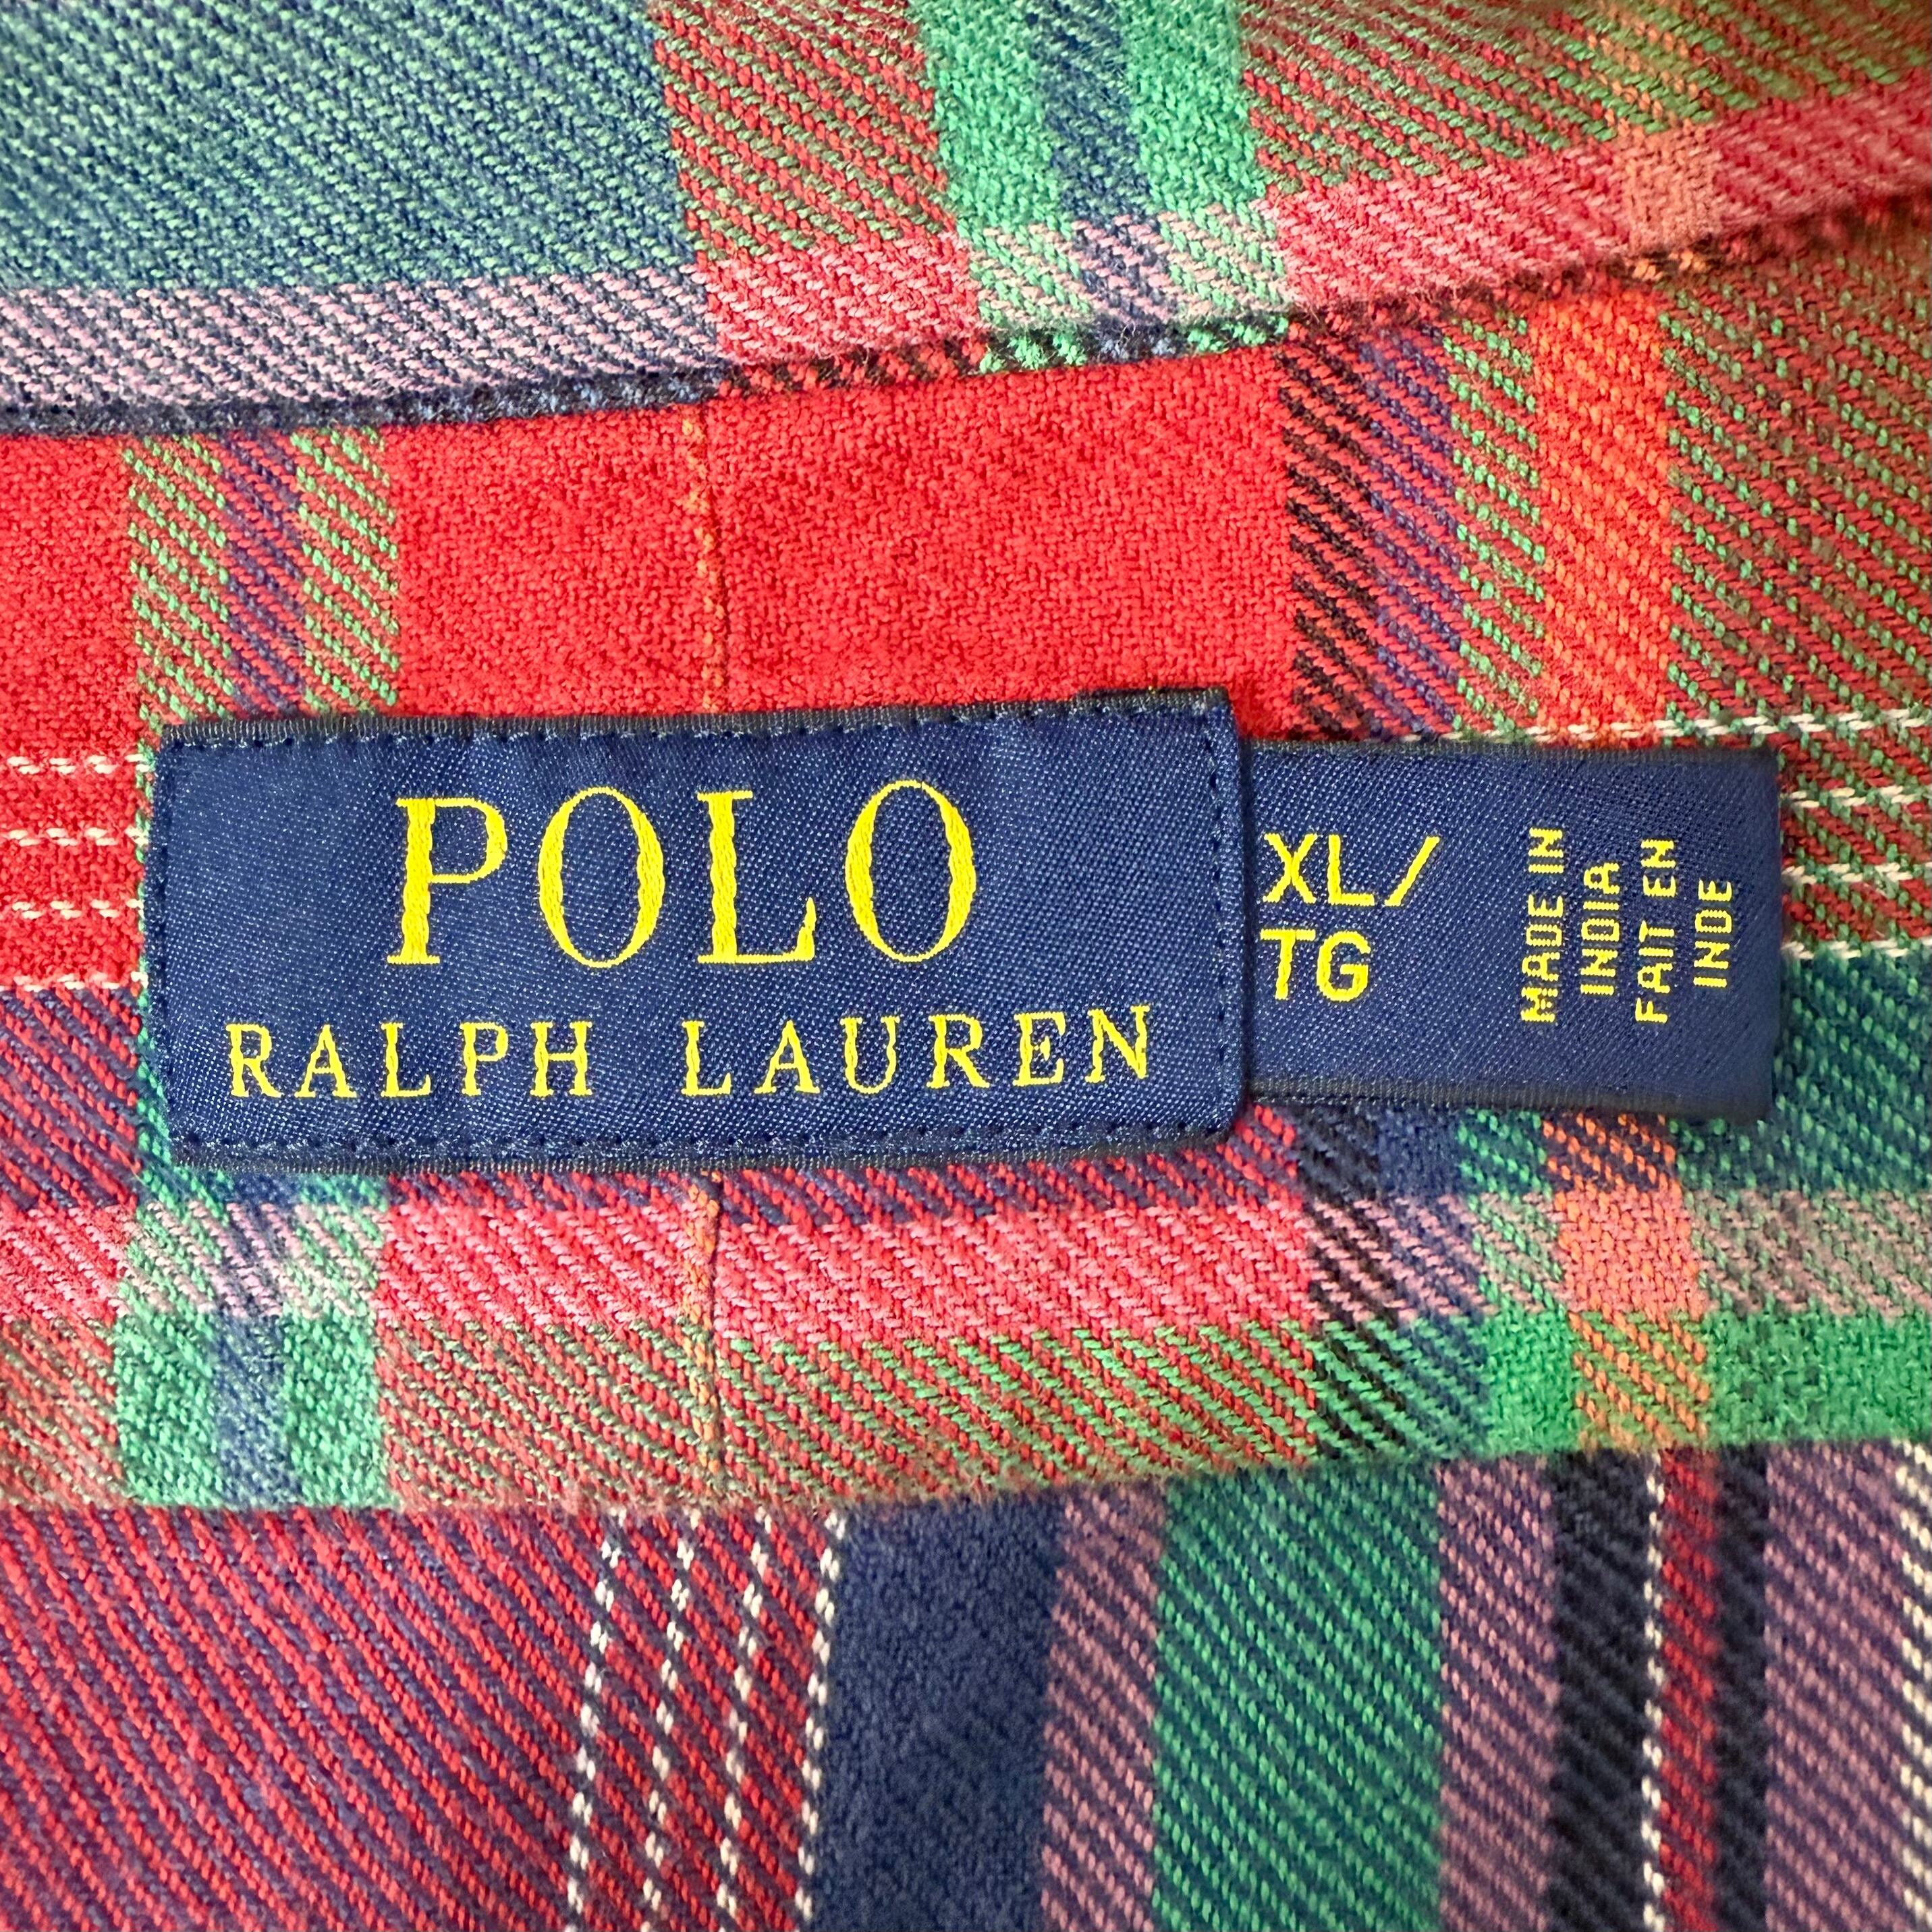 POLO
RALPH LAUREN
XL/
TG
MADE IN
INDIA
FAIT EN
INDE